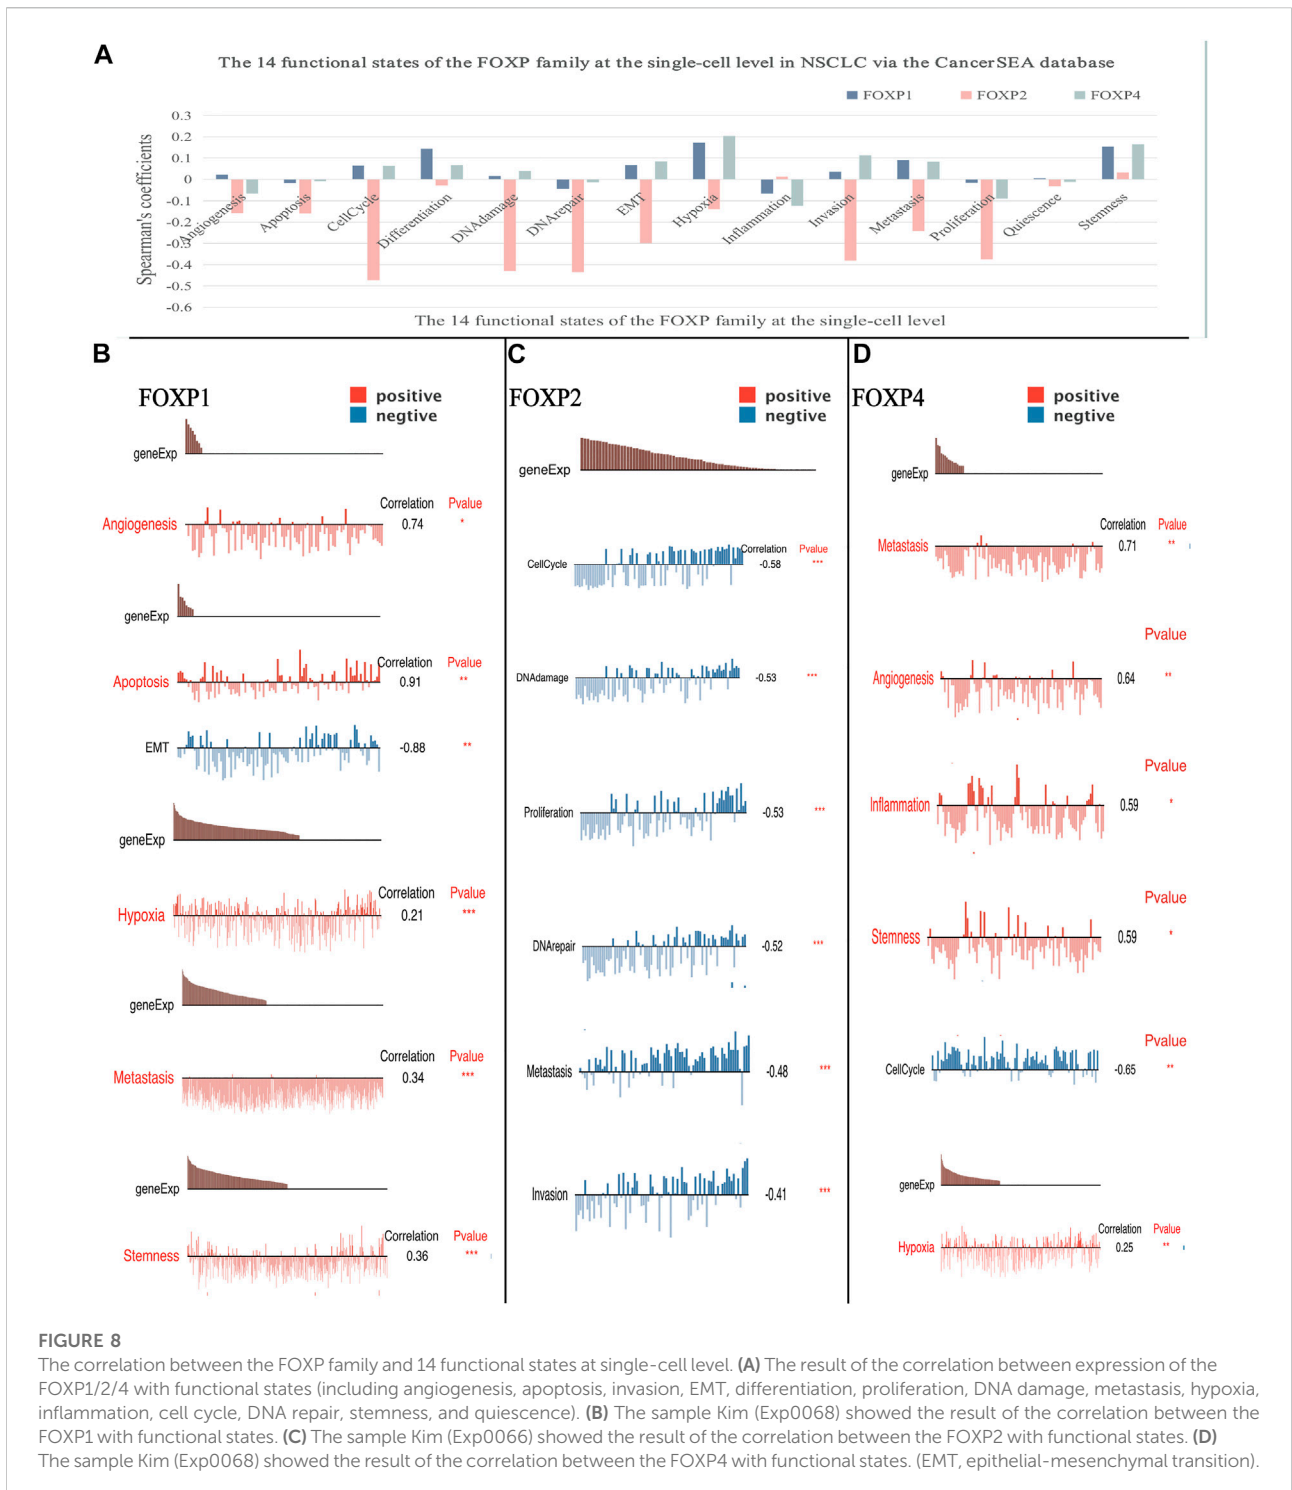 A
The 14 functional states of the FOXP family at the single-cell level in NSCLC via the CancerSEA database
FOXP1 FOXP2 FOXP4
Spearman's coefficients
0.3
0.2
0.1
0
-0.1
-0.2
-0.3
-0.4
-0.5
-0.6
Angiogenesis
Apoptosis
CellCycle
Differentiation
DNAdamage
DNArepair
EMT
Hypoxia
Inflammation
Invasion
Metastasis
Proliferation
Quiescence
Stemness
The 14 functional states of the FOXP family at the single-cell level
B
FOXP1
positive
negtive
geneExp
Correlation Pvalue
Angiogenesis 0.74 *
geneExp
Correlation Pvalue
Apoptosis 0.91 **
EMT -0.88 **
geneExp
Correlation Pvalue
Hypoxia 0.21 ***
geneExp
Correlation Pvalue
Metastasis 0.34 ***
geneExp
Correlation Pvalue
Stemness 0.36 ***
C
FOXP2
positive
negtive
geneExp
Correlation Pvalue
CellCycle -0.58 ***
DNAdamage -0.53 ***
Proliferation -0.53 ***
DNArepair -0.52 ***
Metastasis -0.48 ***
Invasion -0.41 ***
D
FOXP4
positive
negtive
geneExp
Correlation Pvalue
Metastasis 0.71 **
Pvalue
Angiogenesis 0.64 **
Pvalue
Inflammation 0.59 *
Pvalue
Stemness 0.59 *
Pvalue
CellCycle -0.65 **
geneExp
Correlation Pvalue
Hypoxia 0.25 **
FIGURE 8
The correlation between the FOXP family and 14 functional states at single-cell level. (A) The result of the correlation between expression of the
FOXP1/2/4 with functional states (including angiogenesis, apoptosis, invasion, EMT, differentiation, proliferation, DNA damage, metastasis, hypoxia,
inflammation, cell cycle, DNA repair, stemness, and quiescence). (B) The sample Kim (Exp0068) showed the result of the correlation between the
FOXP1 with functional states. (C) The sample Kim (Exp0066) showed the result of the correlation between the FOXP2 with functional states. (D)
The sample Kim (Exp0068) showed the result of the correlation between the FOXP4 with functional states. (EMT, epithelial-mesenchymal transition).